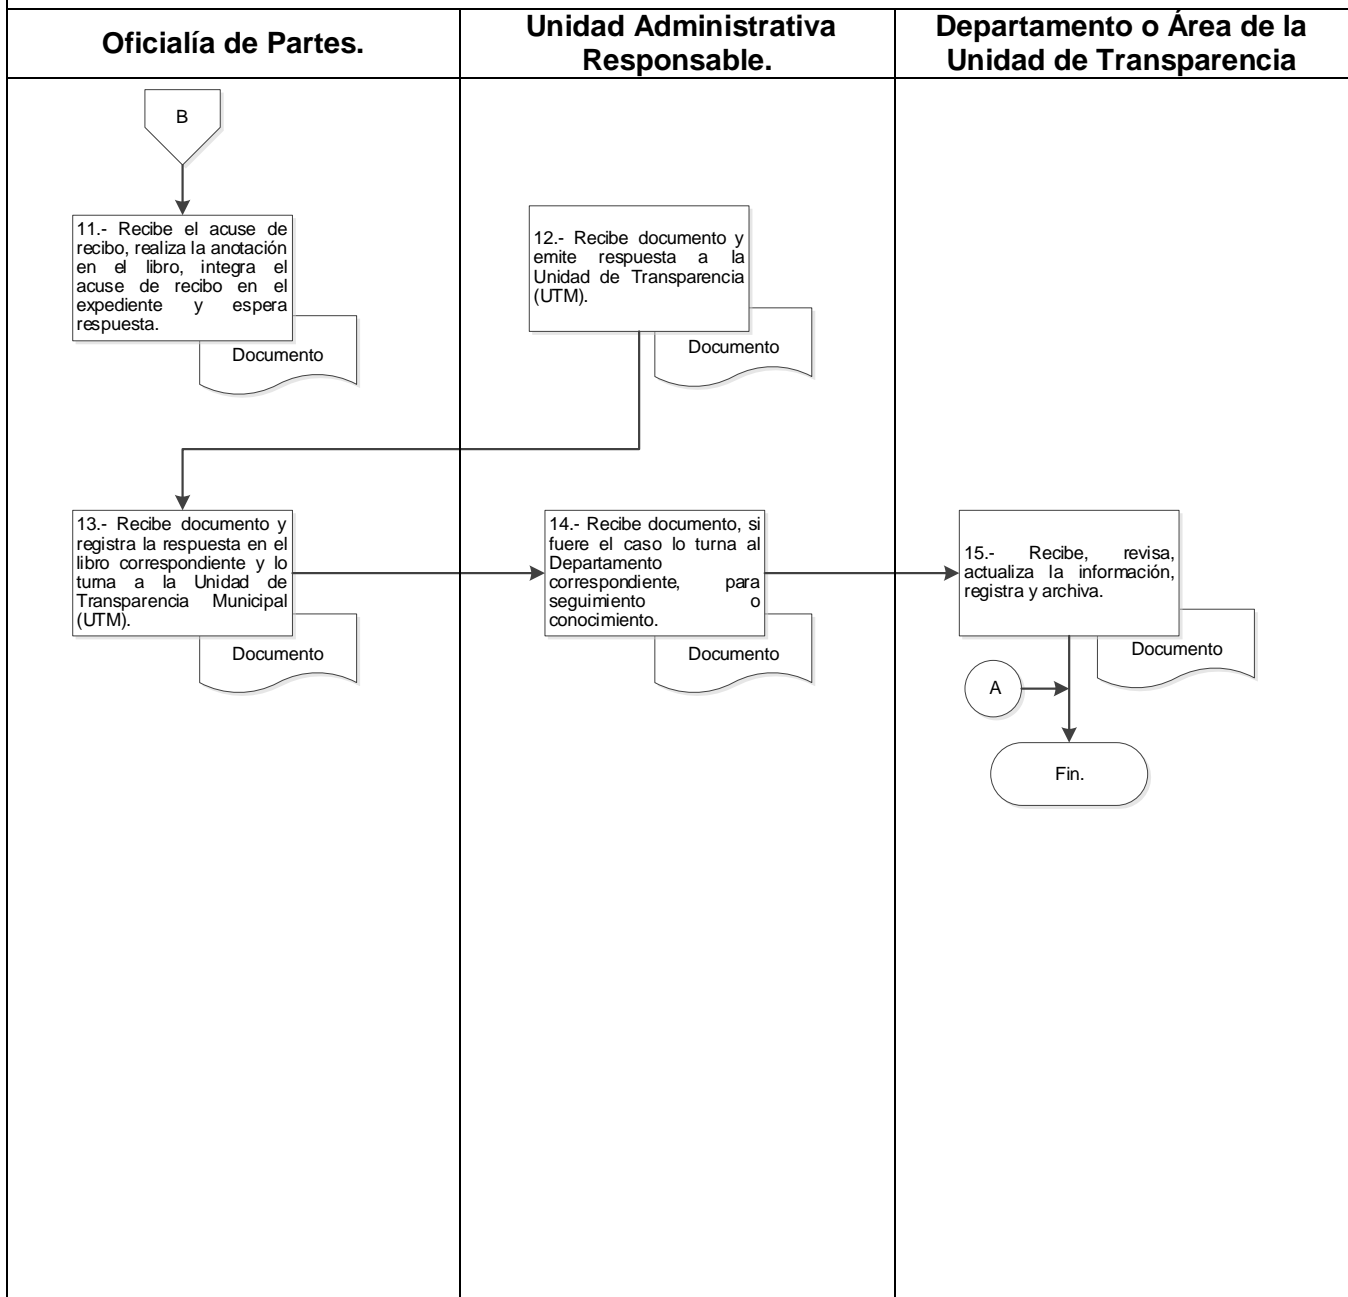 Oficialía de Partes.
Unidad Administrativa
Responsable.
Departamento o Área de la
Unidad de Transparencia
B
11.- Recibe el acuse de
recibo, realiza la anotación
en el libro, integra el
acuse de recibo en el
expediente y espera
respuesta.
Documento
12.- Recibe documento y
emite respuesta a la
Unidad de Transparencia
(UTM).
Documento
13.- Recibe documento y
registra la respuesta en el
libro correspondiente y lo
turna a la Unidad de
Transparencia Municipal
(UTM).
Documento
14.- Recibe documento, si
fuere el caso lo turna al
Departamento
correspondiente, para
seguimiento o
conocimiento.
Documento
15.- Recibe, revisa,
actualiza la información,
registra y archiva.
Documento
A
Fin.